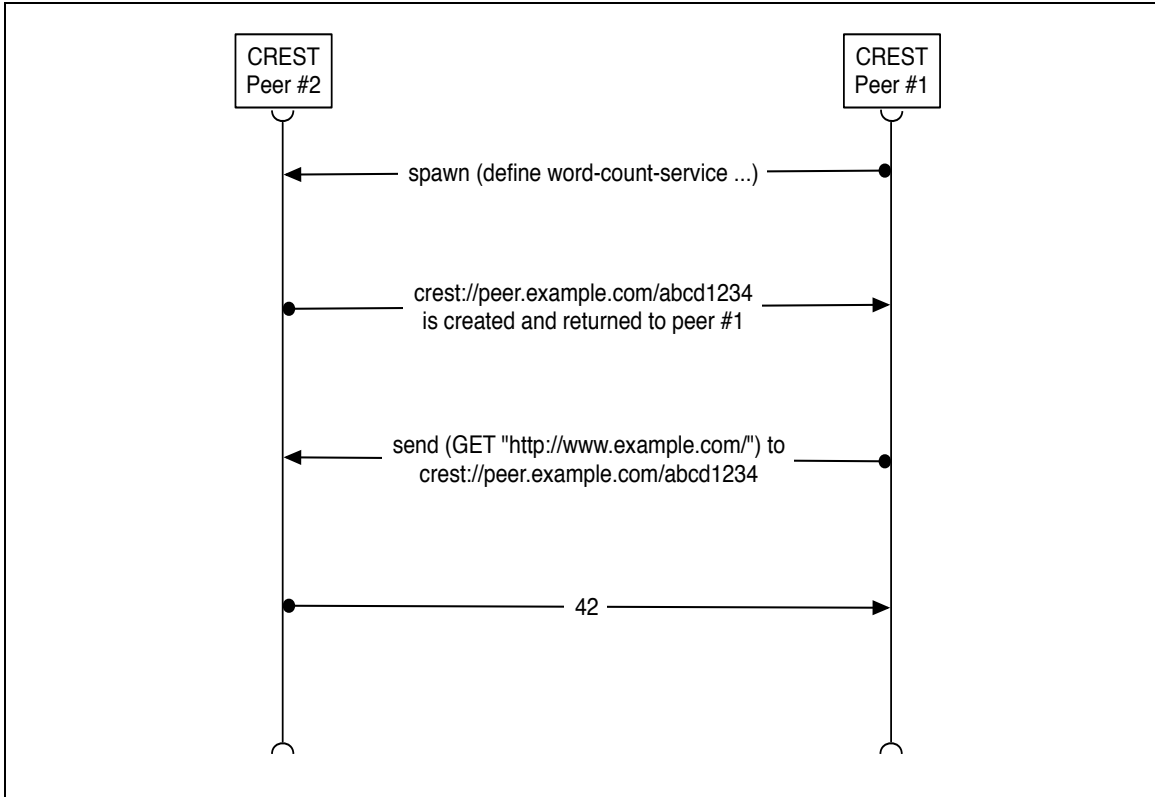 CREST
Peer #2
CREST
Peer #1
spawn (define word-count-service ...)
crest://peer.example.com/abcd1234
is created and returned to peer #1
send (GET "http://www.example.com/") to
crest://peer.example.com/abcd1234
42